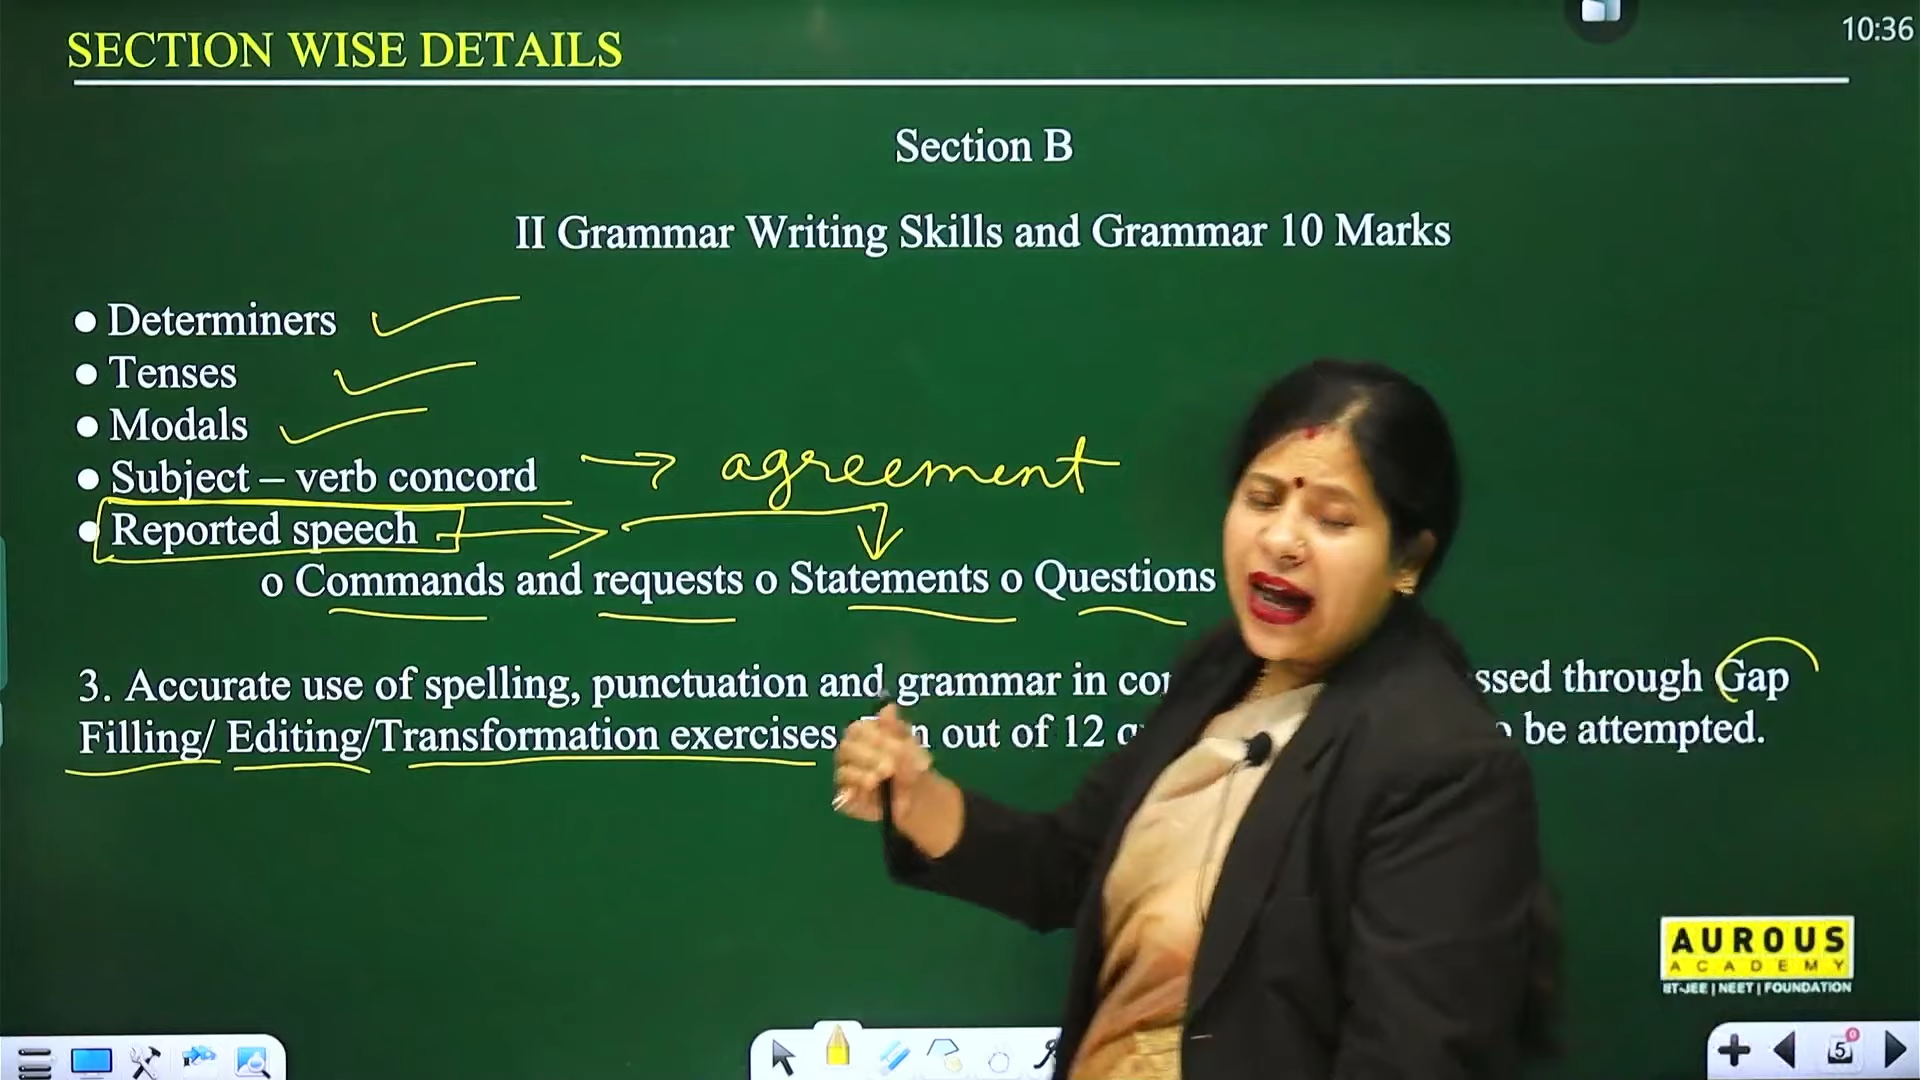 10:36
SECTION WISE DETAILS
Section B
II Grammar Writing Skills and Grammar 10 Marks
● Determiners
● Tenses
● Modals
● Subject – verb concord → agreement
● Reported speech
o Commands and requests o Statements o Questions
3. Accurate use of spelling, punctuation and grammar in ssed through Gap
Filling/ Editing/Transformation exercises out of 12 be attempted.
AUROUS
ACADEMY
IIT-JEE | NEET | FOUNDATION
5
0